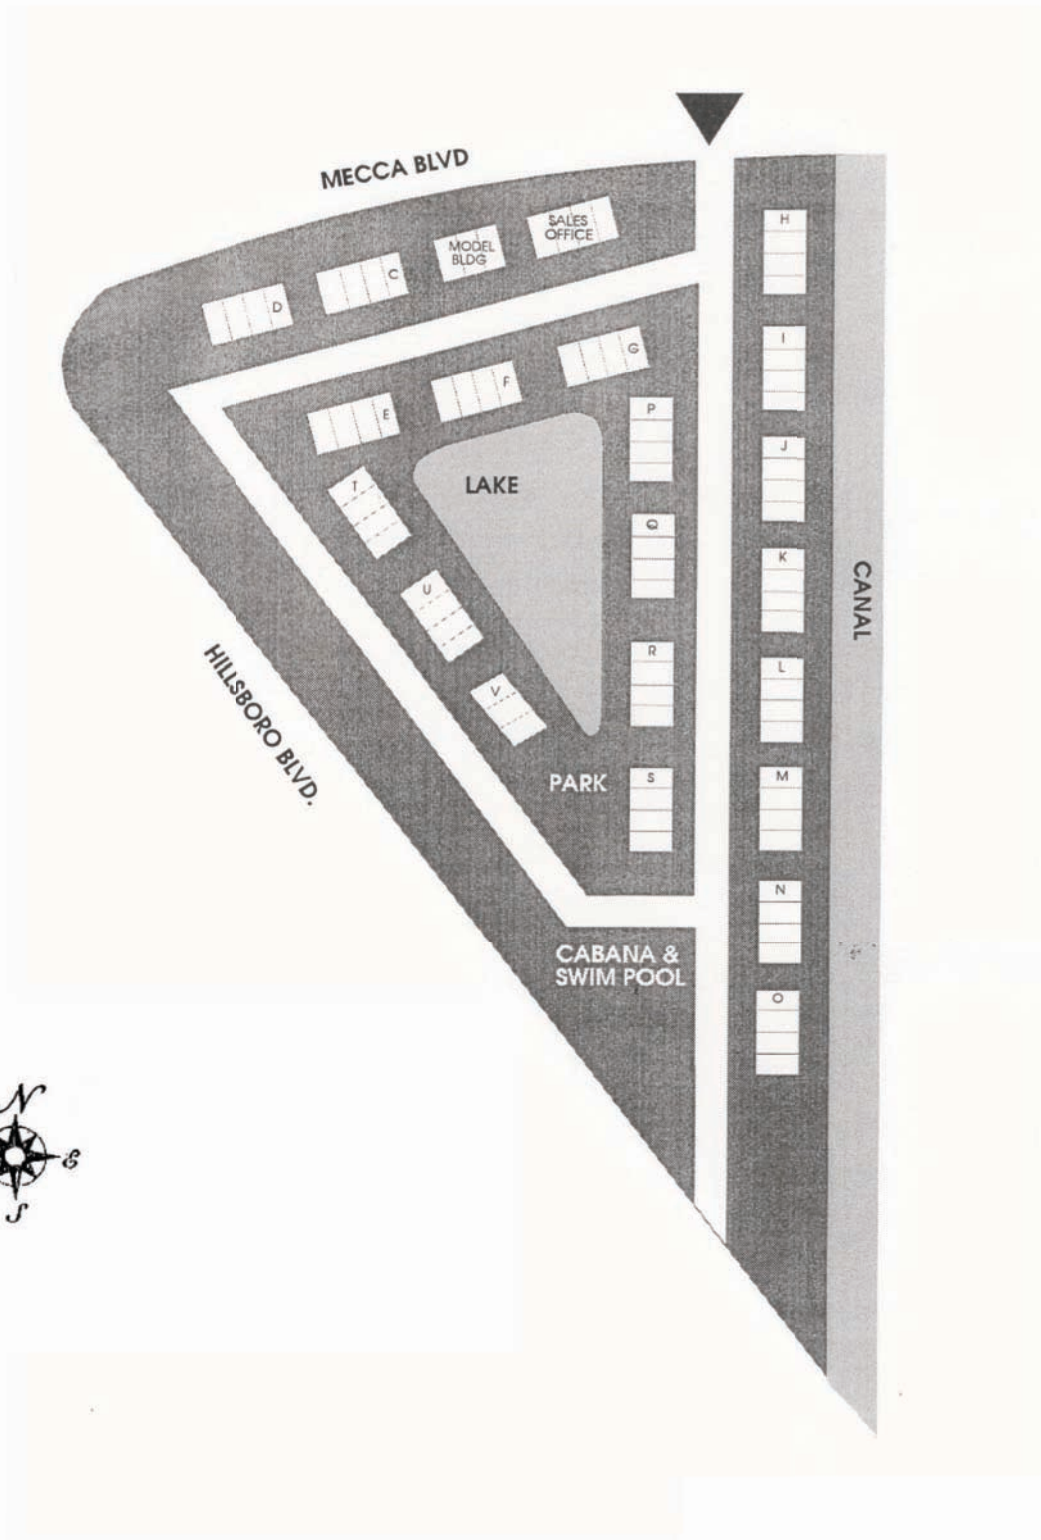 MECCA BLVD
H
SALES
OFFICE
MODEL
BLDG
C
D
I
G
F
E
P
J
LAKE
T
Q
K
CANAL
U
R
L
V
HILLSBORO BLVD.
PARK
S
M
N
CABANA &
SWIM POOL
O
N
E
S